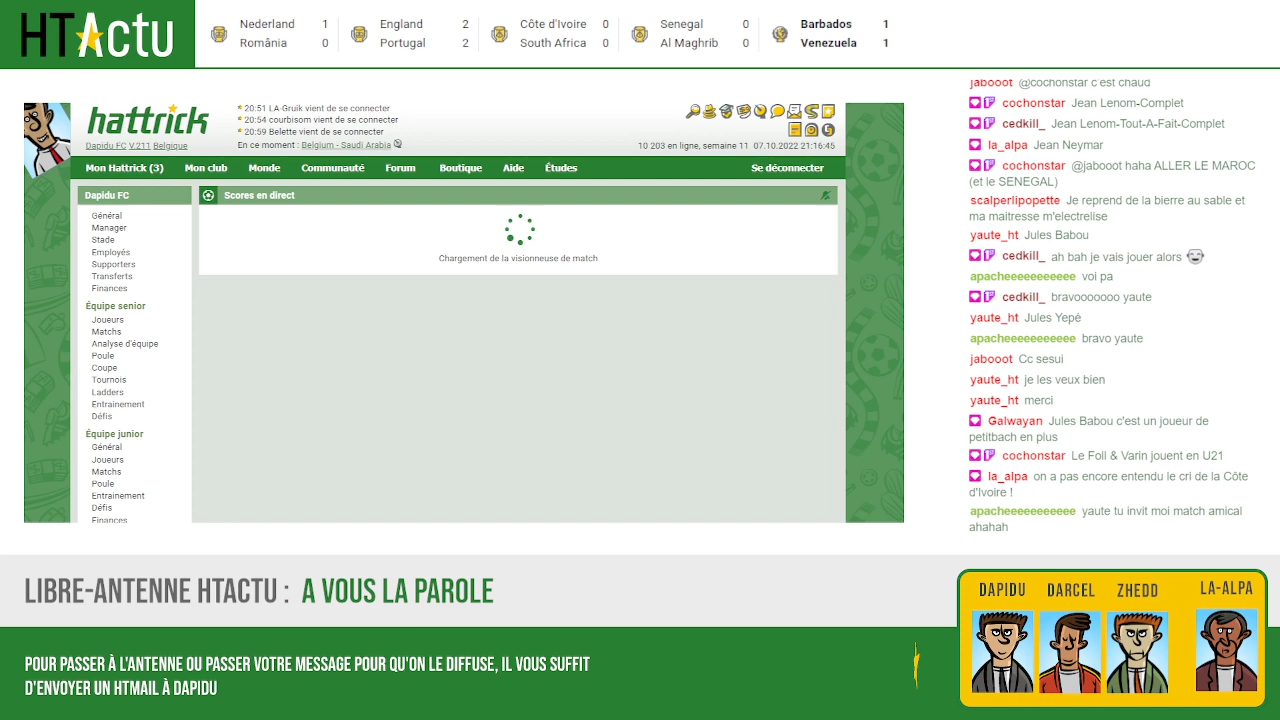 HTActu
Nederland 1
România 0
England 2
Portugal 2
Côte d'Ivoire 0
South Africa 0
Senegal 0
Al Maghrib 0
Barbados 1
Venezuela 1
hattrick
Dapidu FC V.211 Belgique
20:51 LA-Gruik vient de se connecter
20:54 courbisom vient de se connecter
20:59 Belette vient de se connecter
En ce moment : Belgium - Saudi Arabia
10 203 en ligne, semaine 11 07.10.2022 21:16:45
Mon Hattrick (3) Mon club Monde Communauté Forum Boutique Aide Études Se déconnecter
Dapidu FC
Général
Manager
Stade
Employés
Supporters
Transferts
Finances
Équipe senior
Joueurs
Matchs
Analyse d'équipe
Poule
Coupe
Tournois
Ladders
Entrainement
Défis
Équipe junior
Général
Joueurs
Matchs
Poule
Entrainement
Défis
Finances
Scores en direct
Chargement de la visionneuse de match
jabooot @cochonstar c'est chaud
cochonstar Jean Lenom-Complet
cedkill_ Jean Lenom-Tout-A-Fait-Complet
la_alpa Jean Neymar
cochonstar @jabooot haha ALLER LE MAROC
(et le SENEGAL)
scalperlipopette Je reprend de la bierre au sable et
ma maitresse m'electrelise
yaute_ht Jules Babou
cedkill_ ah bah je vais jouer alors
apacheeeeeeeeeee voi pa
cedkill_ bravooooooo yaute
yaute_ht Jules Yepé
apacheeeeeeeeeee bravo yaute
jabooot Cc sesui
yaute_ht je les veux bien
yaute_ht merci
Galwayan Jules Babou c'est un joueur de
petitbach en plus
cochonstar Le Foll & Varin jouent en U21
la_alpa on a pas encore entendu le cri de la Côte
d'Ivoire !
apacheeeeeeeeeee yaute tu invit moi match amical
ahahah
LIBRE-ANTENNE HTACTU : A VOUS LA PAROLE
POUR PASSER À L'ANTENNE OU PASSER VOTRE MESSAGE POUR QU'ON LE DIFFUSE, IL VOUS SUFFIT
D'ENVOYER UN HTMAIL À DAPIDU
DAPIDU DARCEL ZHEDD LA-ALPA